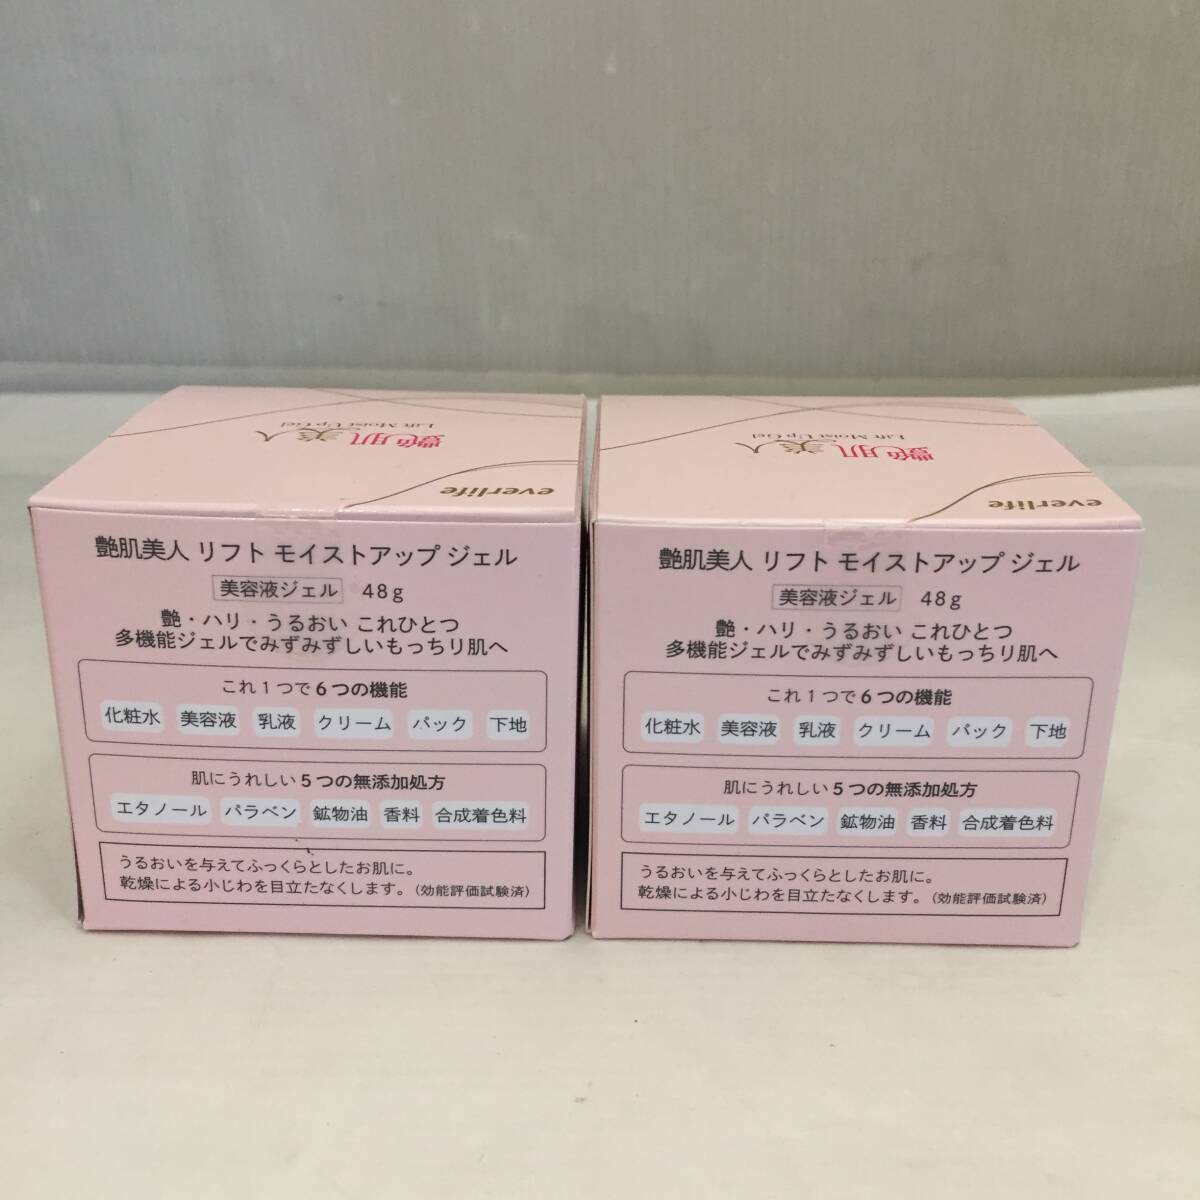 艶肌美人
Lift Moist Up Gel
everlife
艶肌美人 リフト モイストアップ ジェル
美容液ジェル 48g
艶・ハリ・うるおい これひとつ
多機能ジェルでみずみずしいもっちり肌へ
これ1つで6つの機能
化粧水 美容液 乳液 クリーム パック 下地
肌にうれしい5つの無添加処方
エタノール パラベン 鉱物油 香料 合成着色料
うるおいを与えてふっくらとしたお肌に。
乾燥による小じわを目立たなくします。(効能評価試験済)
艶肌美人
Lift Moist Up Gel
everlife
艶肌美人 リフト モイストアップ ジェル
美容液ジェル 48g
艶・ハリ・うるおい これひとつ
多機能ジェルでみずみずしいもっちり肌へ
これ1つで6つの機能
化粧水 美容液 乳液 クリーム パック 下地
肌にうれしい5つの無添加処方
エタノール パラベン 鉱物油 香料 合成着色料
うるおいを与えてふっくらとしたお肌に。
乾燥による小じわを目立たなくします。(効能評価試験済)